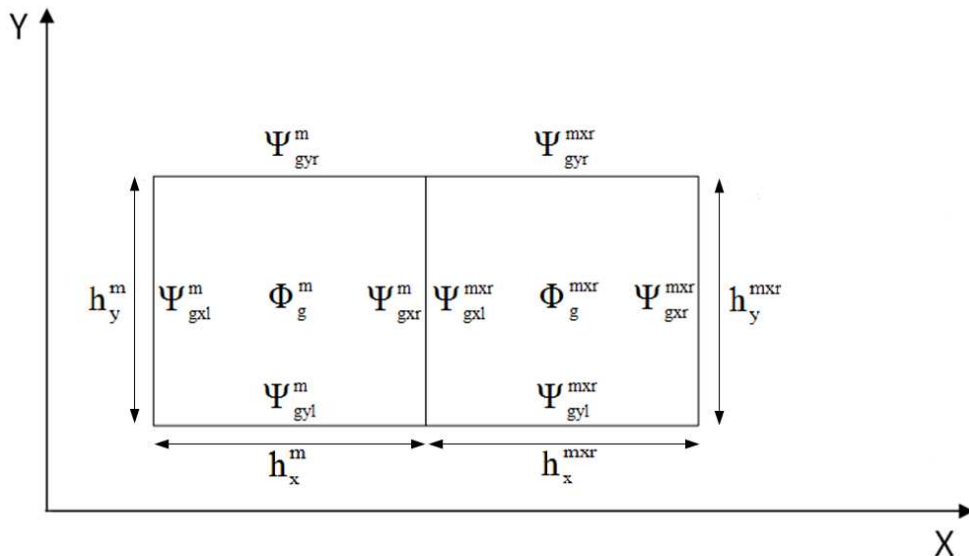 Y
Ψ^m_gyr Ψ^mxr_gyr
h^m_y Ψ^m_gxl Φ^m_g Ψ^m_gxr Ψ^mxr_gxl Φ^mxr_g Ψ^mxr_gxr h^mxr_y
Ψ^m_gyl Ψ^mxr_gyl
h^m_x h^mxr_x
X